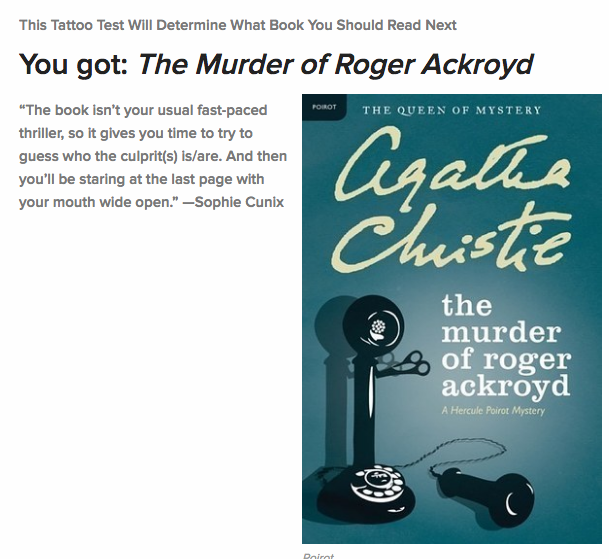 This Tattoo Test Will Determine What Book You Should Read Next
You got: The Murder of Roger Ackroyd
“The book isn’t your usual fast-paced
thriller, so it gives you time to try to
guess who the culprit(s) is/are. And then
you’ll be staring at the last page with
your mouth wide open.” —Sophie Cunix
POIROT
THE QUEEN OF MYSTERY
Agatha
Christie
the
murder
of roger
ackroyd
A Hercule Poirot Mystery
Poirot